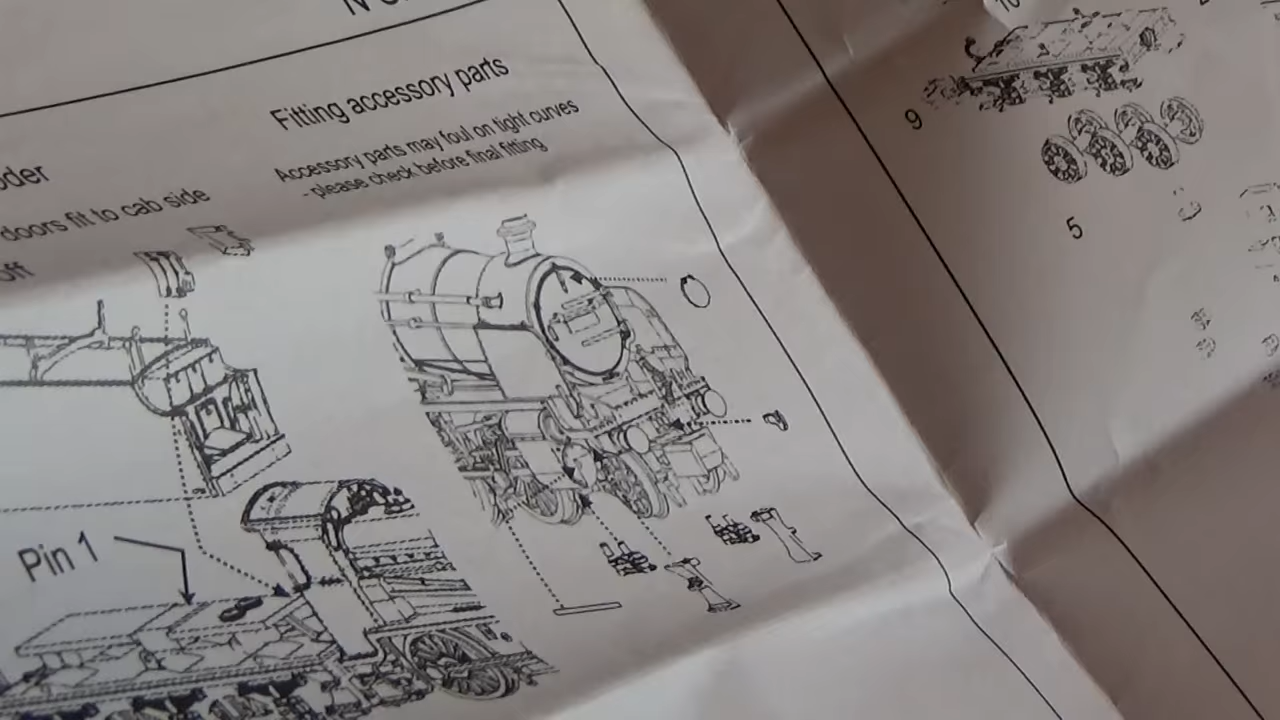 Fitting accessory parts
Accessory parts may foul on tight curves
- please check before final fitting
doors fit to cab side
Pin 1
10
9
5